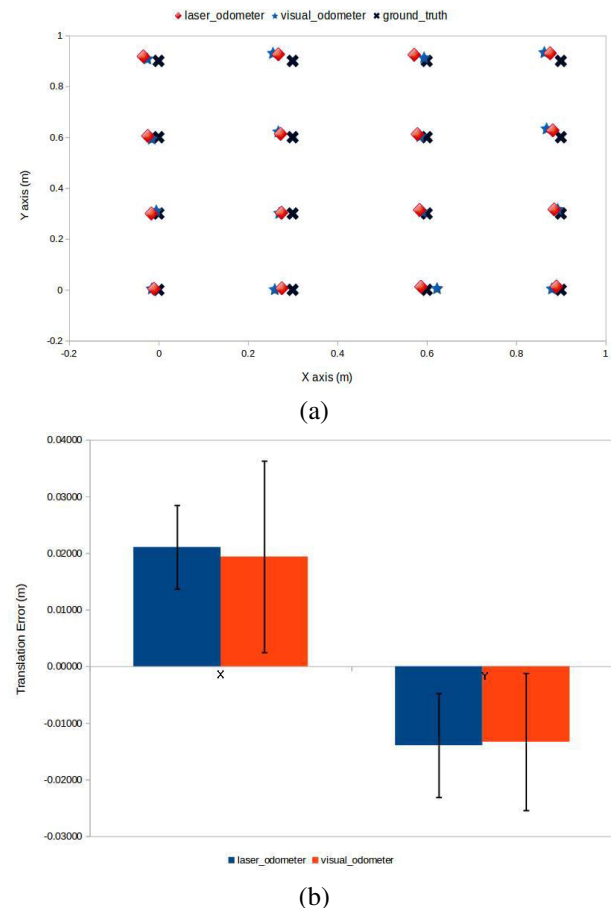 laser_odometer visual_odometer ground_truth
1
0.8
0.6
0.4
0.2
0
-0.2
-0.2 0 0.2 0.4 0.6 0.8 1
Y axis (m)
X axis (m)
(a)
0.04000
0.03000
0.02000
0.01000
0.00000
-0.01000
-0.02000
-0.03000
Translation Error (m)
X Y
laser_odometer visual_odometer
(b)